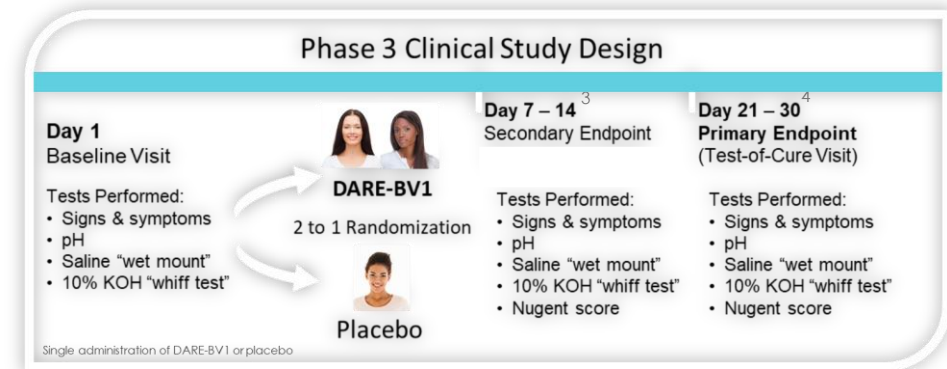 Phase 3 Clinical Study Design
Day 1
Baseline Visit
Tests Performed:
• Signs & symptoms
• pH
• Saline “wet mount”
• 10% KOH “whiff test”
DARE-BV1
2 to 1 Randomization
Placebo
Day 7 – 14 3
Secondary Endpoint
Tests Performed:
• Signs & symptoms
• pH
• Saline “wet mount”
• 10% KOH “whiff test”
• Nugent score
Day 21 – 30 4
Primary Endpoint
(Test-of-Cure Visit)
Tests Performed:
• Signs & symptoms
• pH
• Saline “wet mount”
• 10% KOH “whiff test”
• Nugent score
Single administration of DARE-BV1 or placebo